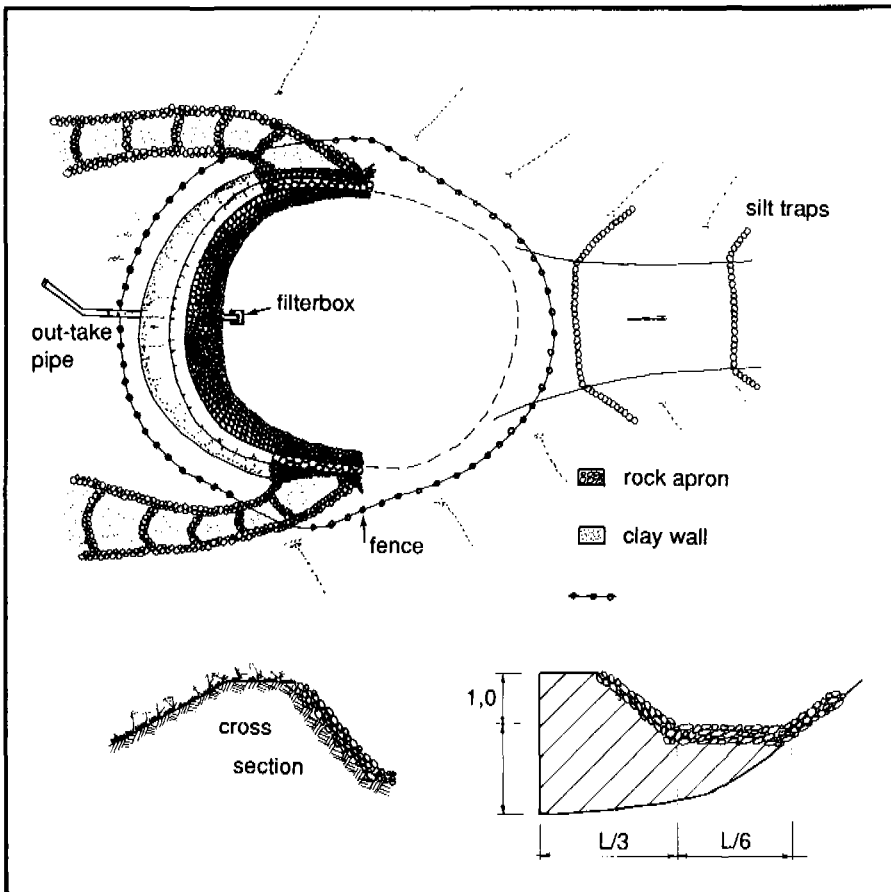 silt traps
filterbox
out-take
pipe
rock apron
clay wall
fence
cross
section
1,0
L/3
L/6